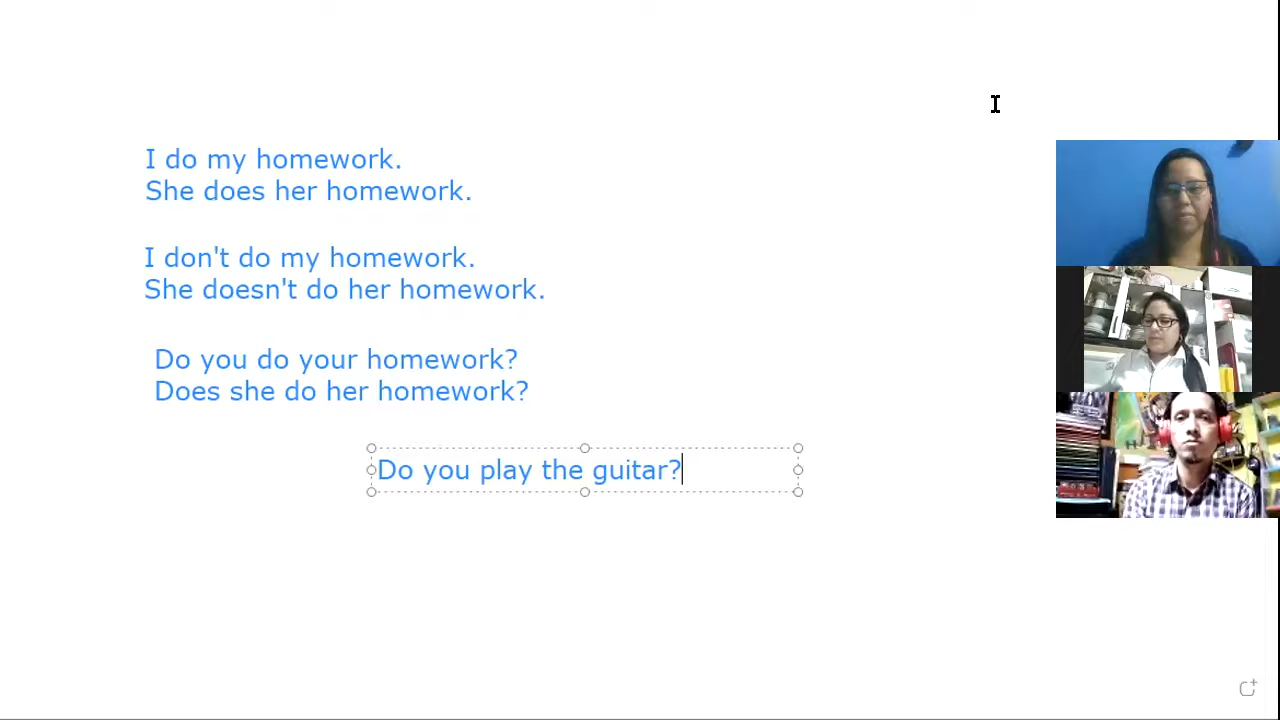 I do my homework.
She does her homework.
I don't do my homework.
She doesn't do her homework.
Do you do your homework?
Does she do her homework?
Do you play the guitar?